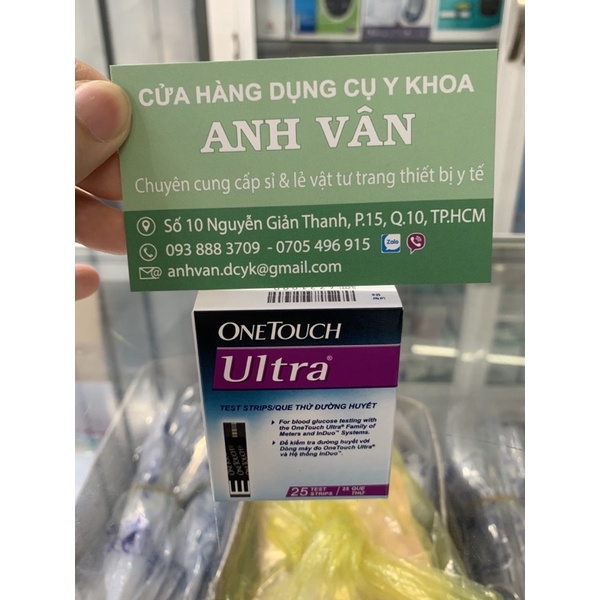 CỬA HÀNG DỤNG CỤ Y KHOA
ANH VÂN
Chuyên cung cấp sỉ & lẻ vật tư trang thiết bị y tế
Số 10 Nguyễn Giản Thanh, P.15, Q.10, TP.HCM
093 888 3709 - 0705 496 915 Zalo
@ anhvan.dcyk@gmail.com
ONETOUCH
Ultra®
TEST STRIPS/QUE THỬ ĐƯỜNG HUYẾT
For blood glucose testing with
the OneTouch Ultra® Family of
Meters and InDuo™ Systems.
Để kiểm tra đường huyết với
Dòng máy đo OneTouch Ultra®
và Hệ thống InDuo™.
25 TEST STRIPS / 25 QUE THỬ